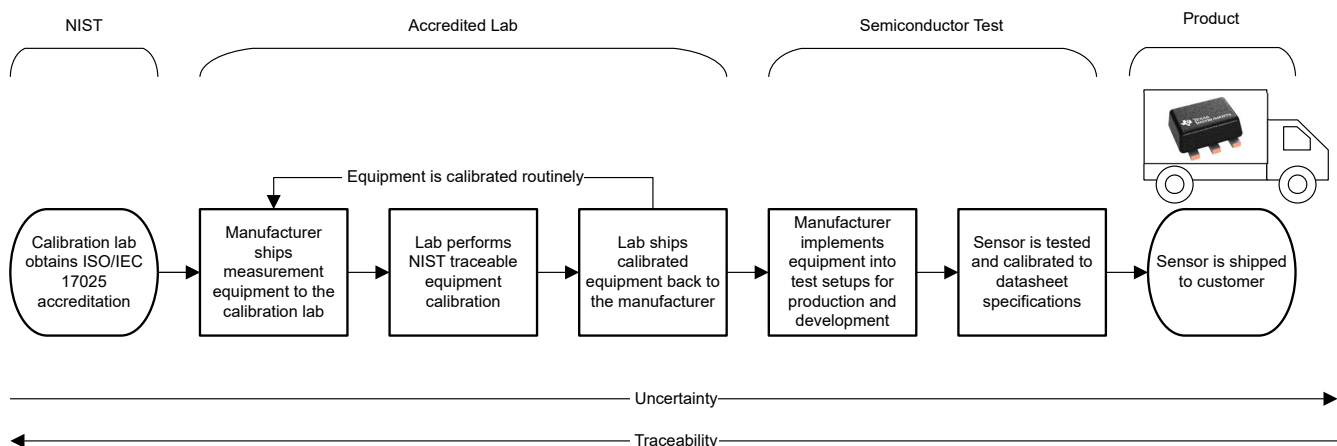 NIST
Accredited Lab
Semiconductor Test
Product
TEXAS
INSTRUMENTS
Equipment is calibrated routinely
Calibration lab
obtains ISO/IEC
17025
accreditation
Manufacturer
ships
measurement
equipment to the
calibration lab
Lab performs
NIST traceable
equipment
calibration
Lab ships
calibrated
equipment back to
the manufacturer
Manufacturer
implements
equipment into
test setups for
production and
development
Sensor is tested
and calibrated to
datasheet
specifications
Sensor is shipped
to customer
Uncertainty
Traceability